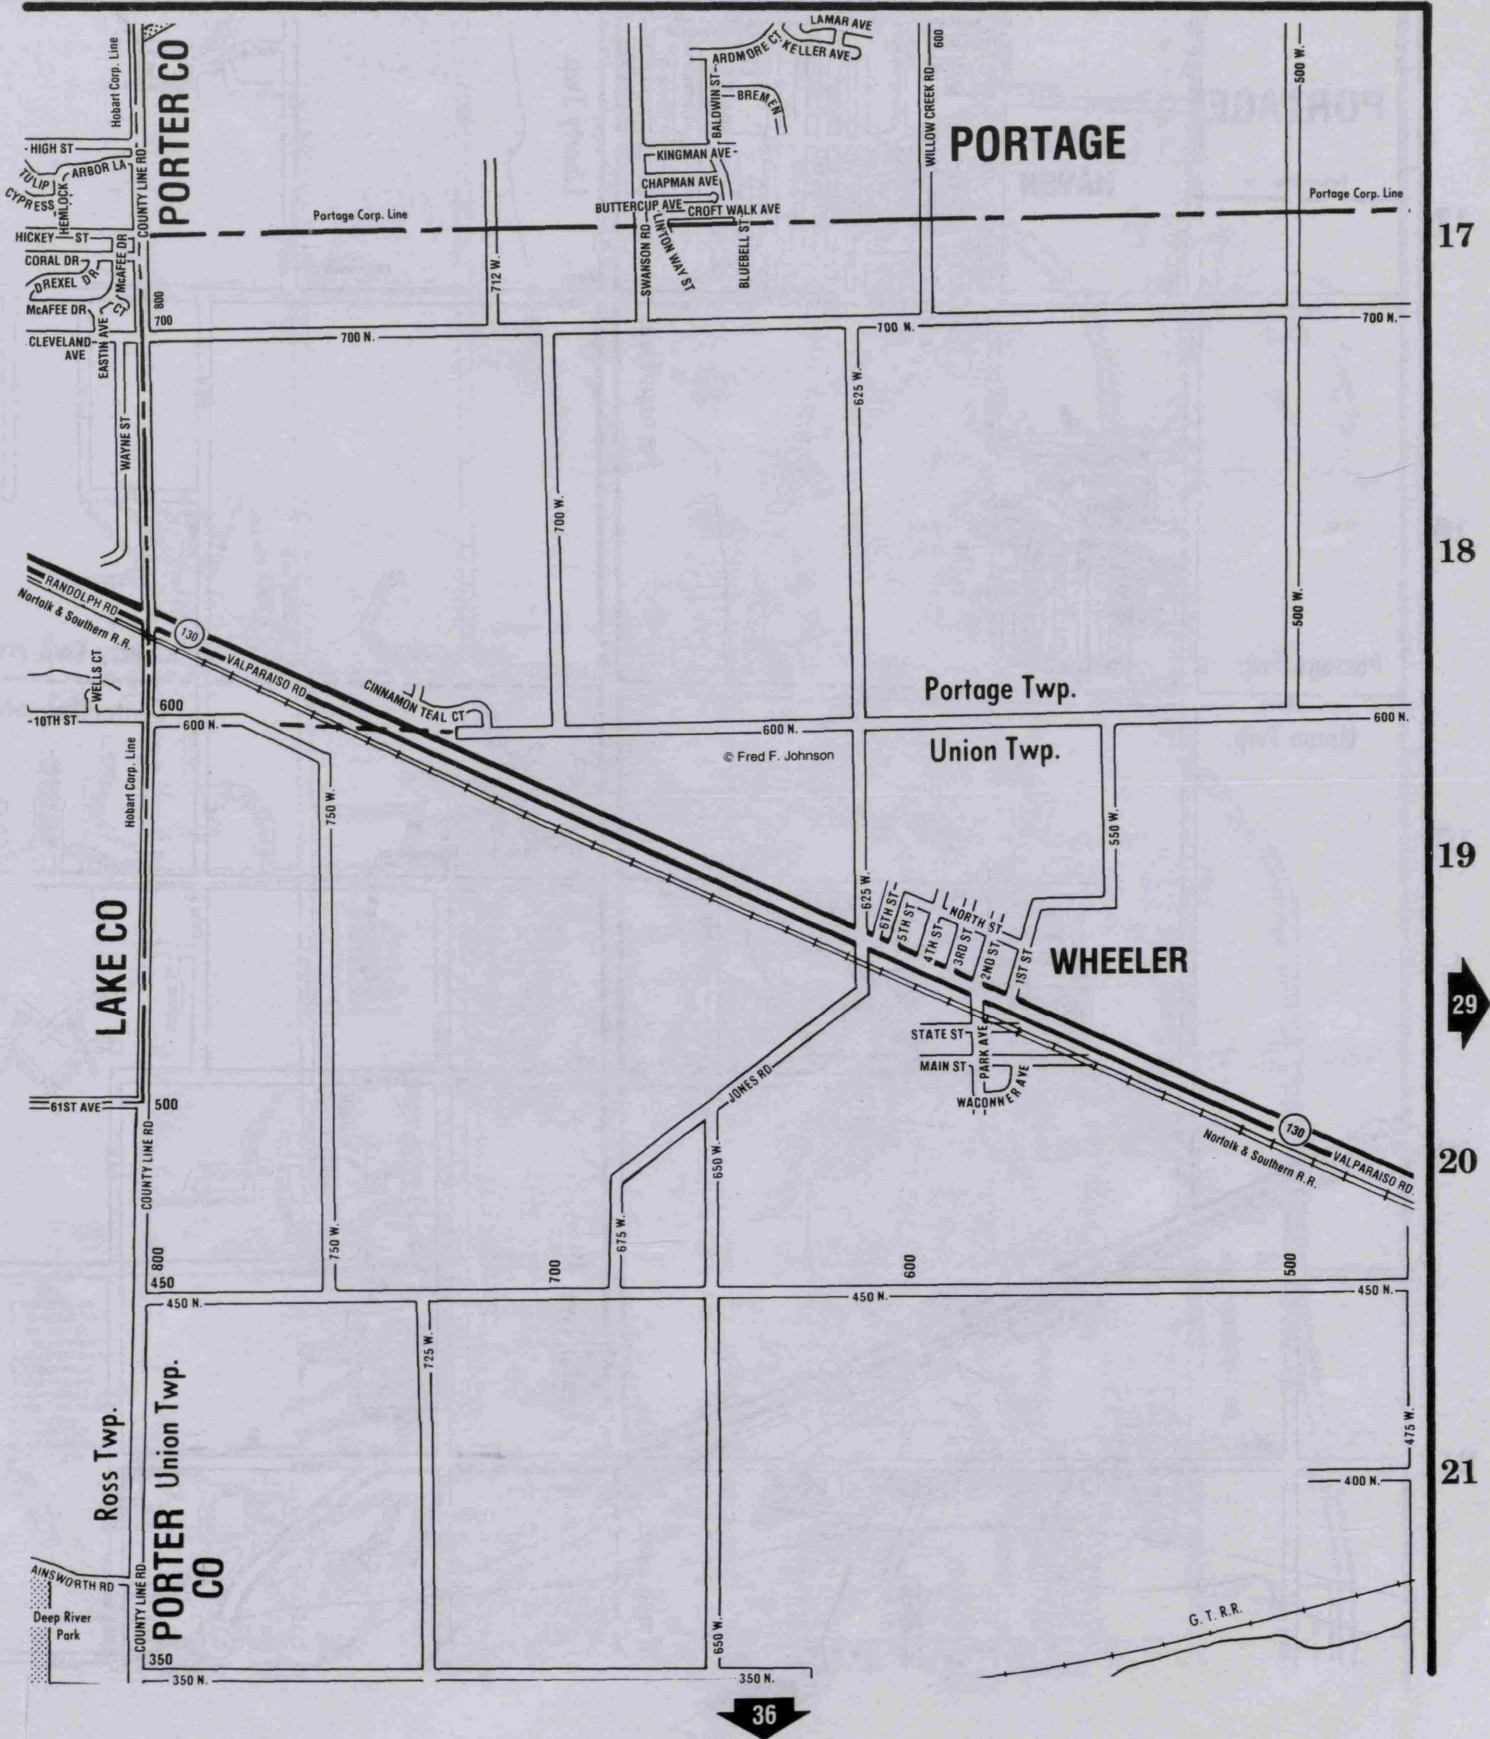 LAMAR AVE
ARDMORE CT
KELLER AVE
Hobart Corp. Line
PORTER CO
BALDWIN ST
BREMEN
WILLOW CREEK RD
600
500 W.
PORTAGE
HIGH ST
ARBOR LA
TULIP
CYPRESS
HEMLOCK
COUNTY LINE RD
KINGMAN AVE
CHAPMAN AVE
BUTTERCUP AVE
CROFT WALK AVE
Portage Corp. Line
Portage Corp. Line
HICKEY ST
CORAL DR
DREXEL DR
McAFEE DR
McAFEE DR
CT
712 W.
SWANSON RD
LINTON WAY ST
BLUEBELL ST
17
800
700
CLEVELAND AVE
EASTIN AVE
700 N.
700 N.
700 N.
WAYNE ST
700 W.
625 W.
500 W.
18
RANDOLPH RD
Norfolk & Southern R.R.
130
VALPARAISO RD
WELLS CT
CINNAMON TEAL CT
10TH ST
600
600 N.
600 N.
600 N.
Portage Twp.
Union Twp.
© Fred F. Johnson
Hobart Corp. Line
750 W.
550 W.
19
LAKE CO
625 W.
6TH ST
5TH ST
4TH ST
3RD ST
2ND ST
1ST ST
NORTH ST
WHEELER
29
STATE ST
MAIN ST
PARK AVE
WAGONNER AVE
JONES RD
61ST AVE
500
COUNTY LINE RD
650 W.
675 W.
750 W.
130
Norfolk & Southern R.R.
VALPARAISO RD
20
800
450
700
600
500
450 N.
450 N.
450 N.
725 W.
475 W.
400 N.
21
Ross Twp.
Union Twp.
PORTER CO
AINSWORTH RD
Deep River Park
COUNTY LINE RD
350
350 N.
650 W.
350 N.
G. T. R.R.
36